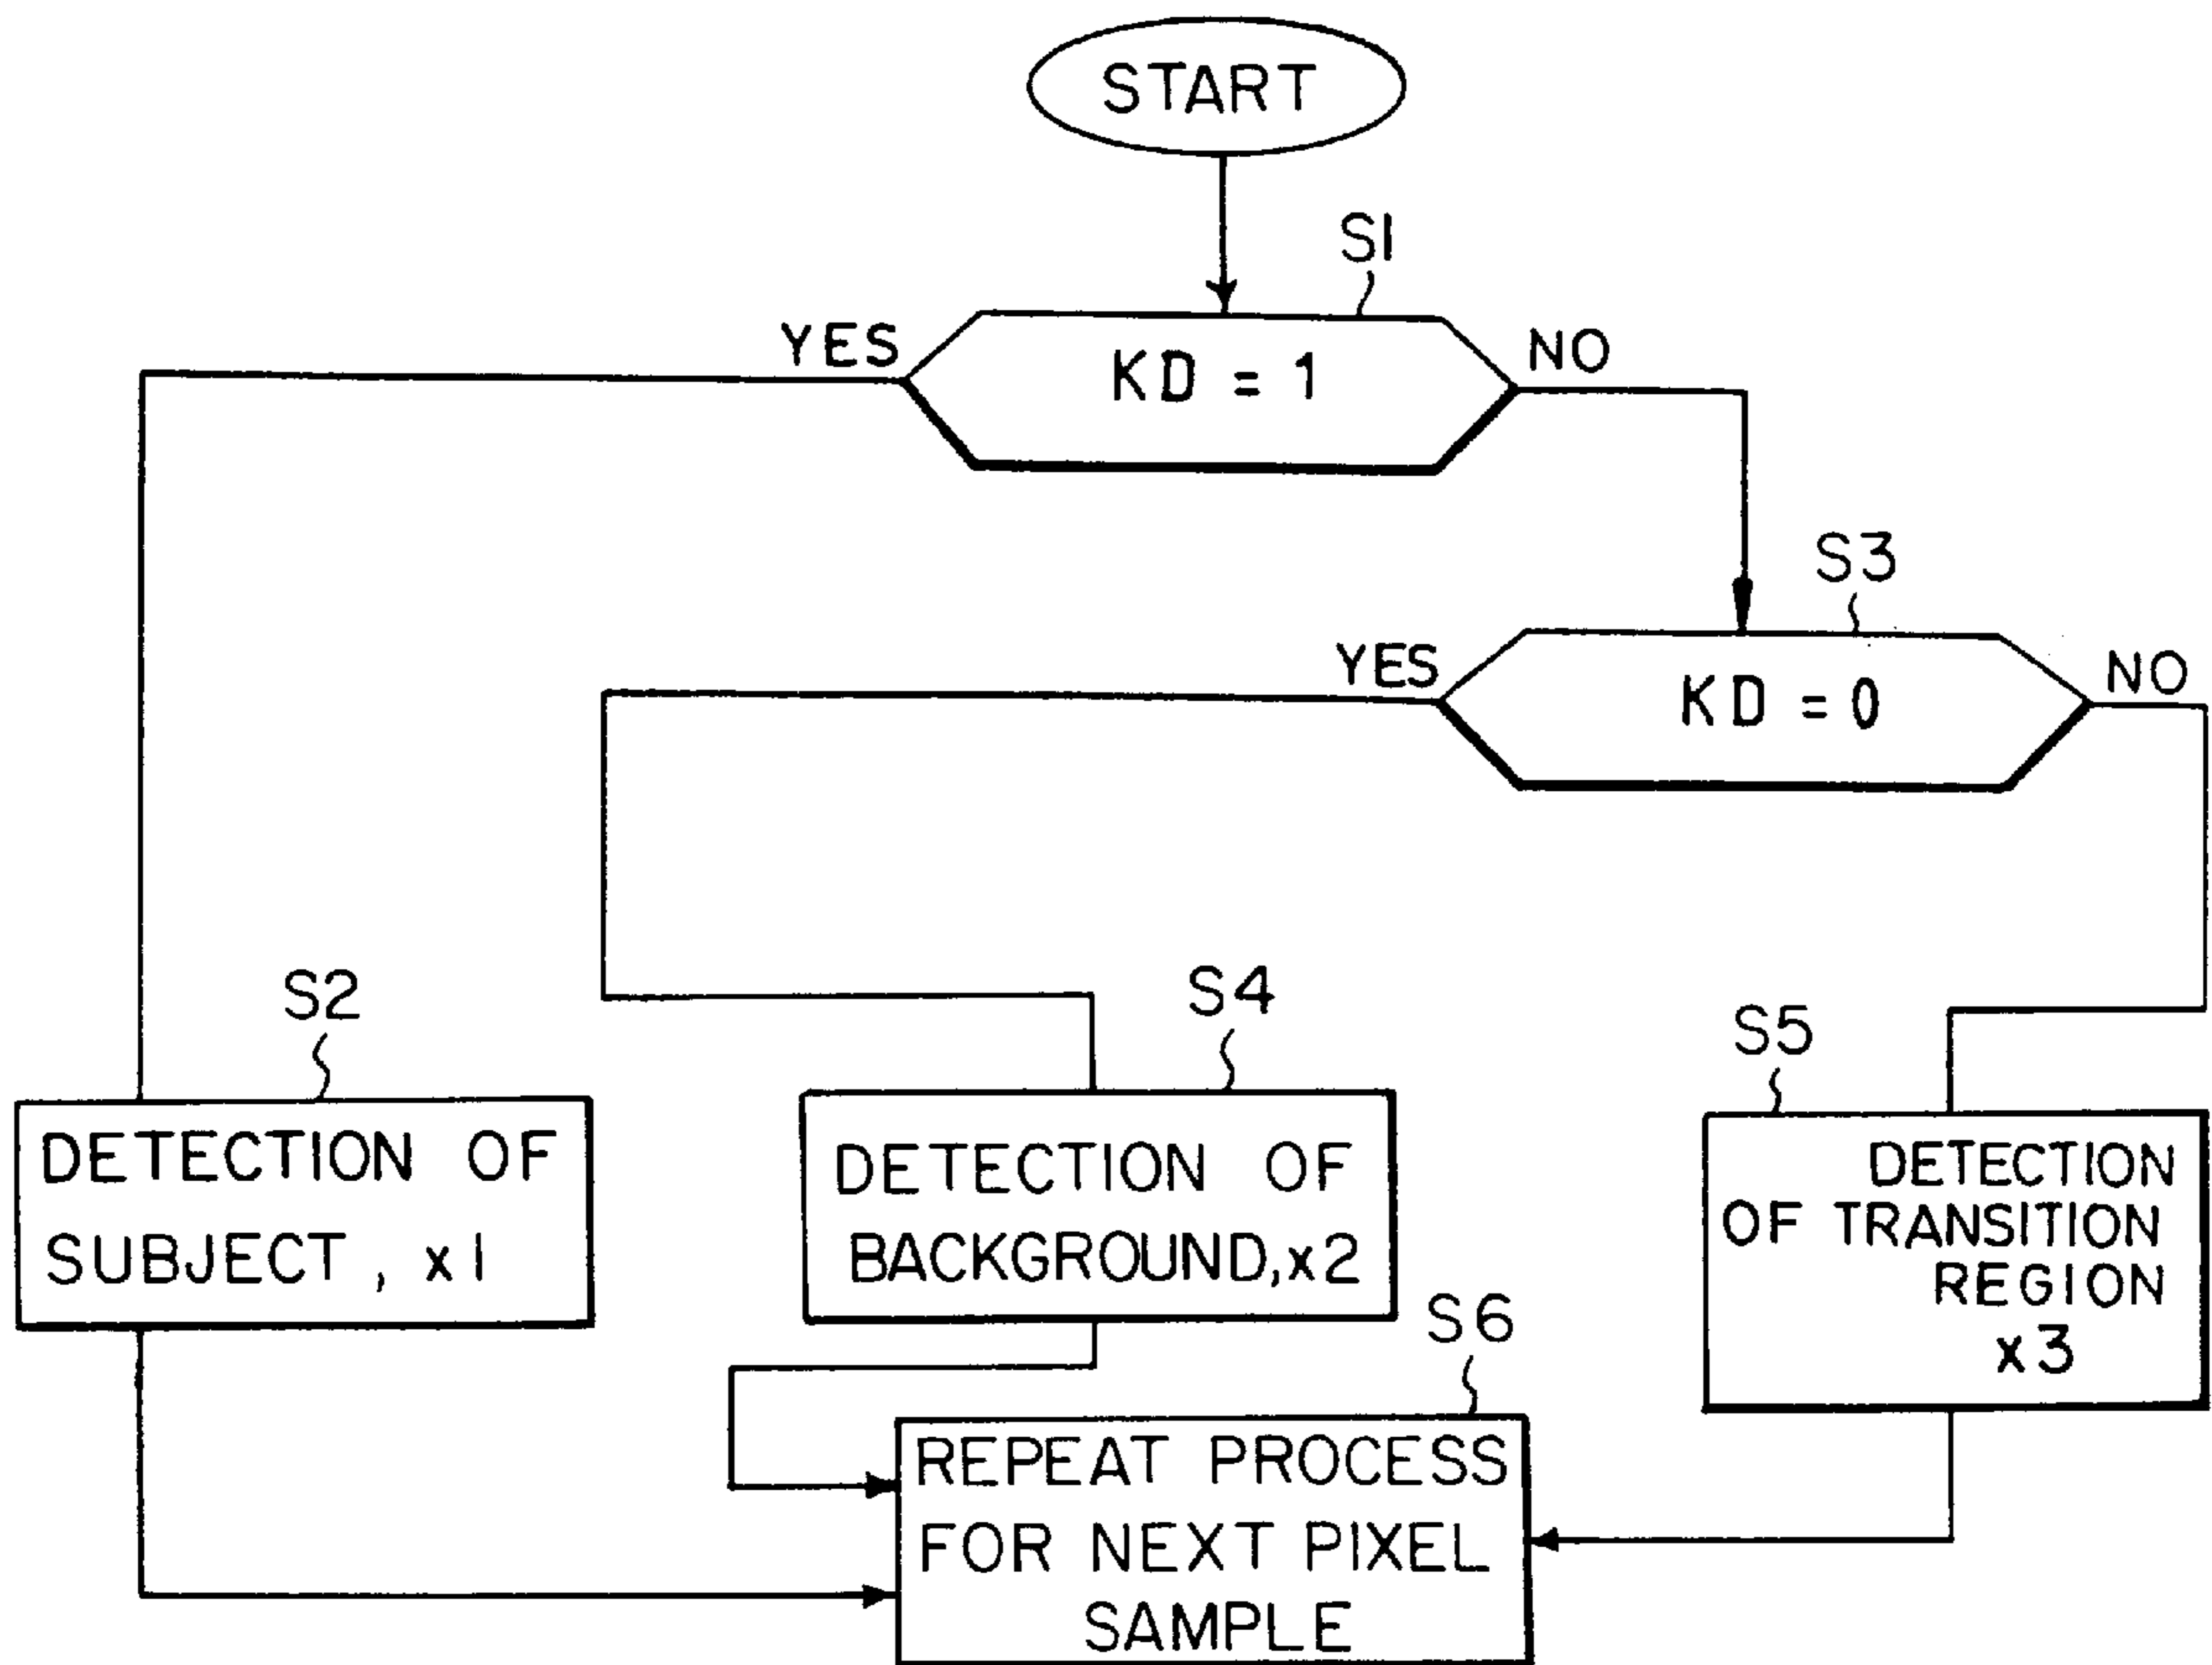 START
S1
YES
KD = 1
NO
S3
YES
KD = 0
NO
S2
S4
S5
DETECTION OF
SUBJECT, x1
DETECTION OF
BACKGROUND,x2
DETECTION
OF TRANSITION
REGION
x3
S6
REPEAT PROCESS
FOR NEXT PIXEL
SAMPLE